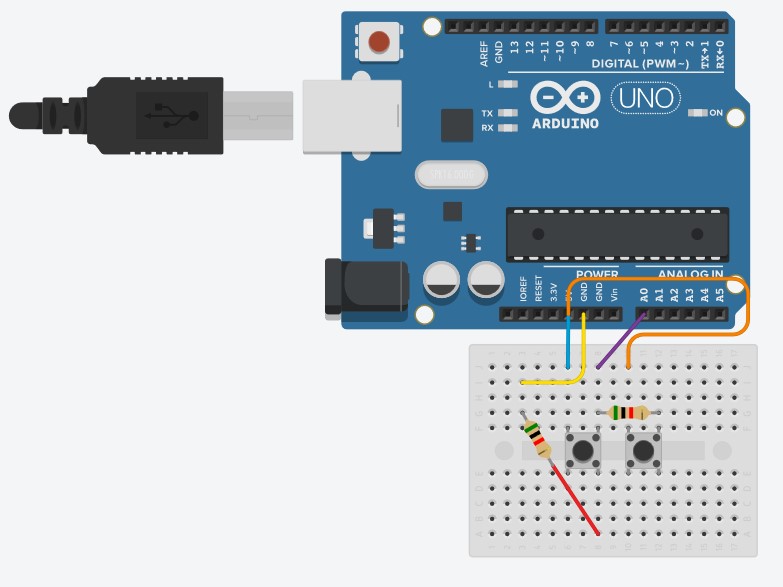 AREF
GND
13
12
~11
~10
~9
8
7
~6
~5
4
~3
2
TX→1
RX←0
DIGITAL (PWM~)
L
TX
RX
ARDUINO
UNO
ON
POWER
ANALOG IN
IOREF
RESET
3.3V
5V
GND
GND
Vin
A0
A1
A2
A3
A4
A5